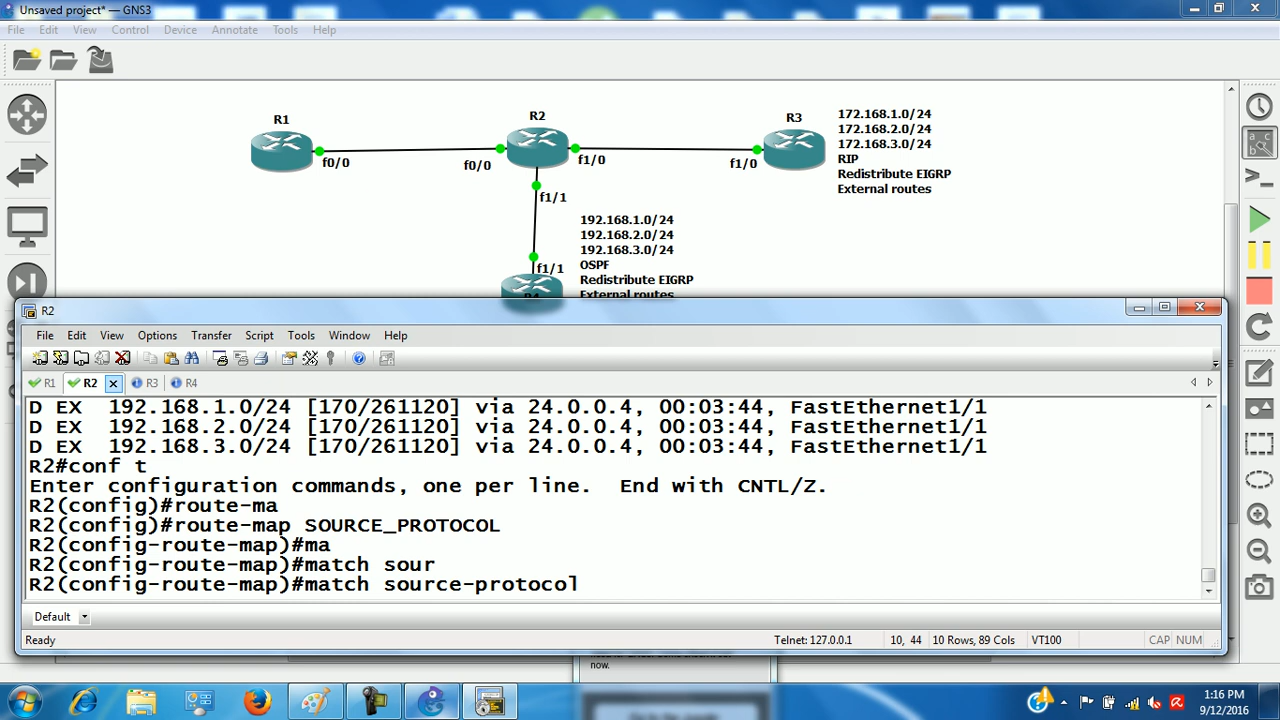 Unsaved project* — GNS3
File Edit View Control Device Annotate Tools Help
R1
R2
R3
f0/0
f0/0
f1/0
f1/0
172.168.1.0/24
172.168.2.0/24
172.168.3.0/24
RIP
Redistribute EIGRP
External routes
f1/1
f1/1
192.168.1.0/24
192.168.2.0/24
192.168.3.0/24
OSPF
Redistribute EIGRP
External routes
R4
R2
File Edit View Options Transfer Script Tools Window Help
R1 R2 R3 R4
D EX 192.168.1.0/24 [170/261120] via 24.0.0.4, 00:03:44, FastEthernet1/1
D EX 192.168.2.0/24 [170/261120] via 24.0.0.4, 00:03:44, FastEthernet1/1
D EX 192.168.3.0/24 [170/261120] via 24.0.0.4, 00:03:44, FastEthernet1/1
R2#conf t
Enter configuration commands, one per line. End with CNTL/Z.
R2(config)#route-ma
R2(config)#route-map SOURCE_PROTOCOL
R2(config-route-map)#ma
R2(config-route-map)#match sour
R2(config-route-map)#match source-protocol
Default
Ready Telnet: 127.0.0.1 10, 44 10 Rows, 89 Cols VT100 CAP NUM
now.
1:16 PM
9/12/2016